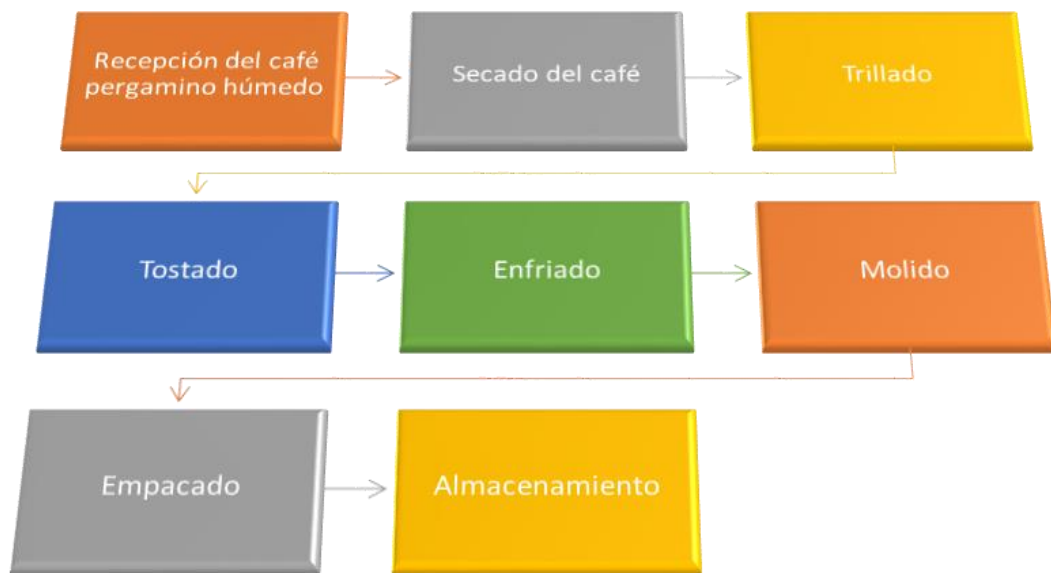 Recepción del café
pergamino húmedo
Secado del café
Trillado
Tostado
Enfriado
Molido
Empacado
Almacenamiento